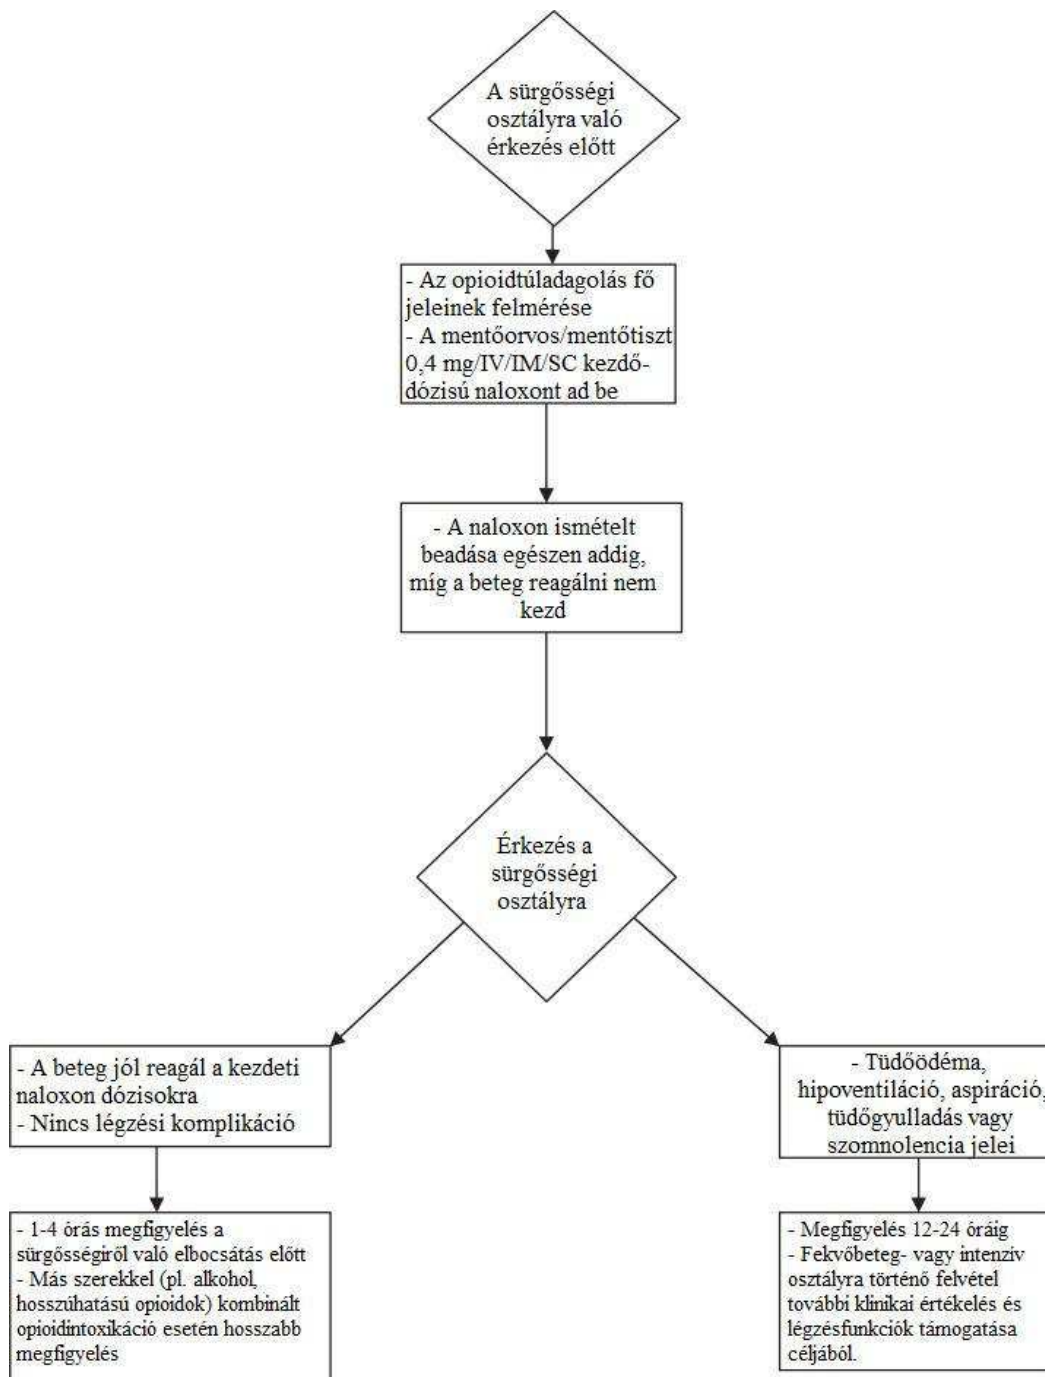 A sürgősségi
osztályra való
érkezés előtt
- Az opioidtúladagolás fő
jeleinek felmérése
- A mentőorvos/mentőtiszt
0,4 mg/IV/IM/SC kezdő-
dózisú naloxont ad be
- A naloxon ismételt
beadása egészen addig,
míg a beteg reagálni nem
kezd
Érkezés a
sürgősségi
osztályra
- A beteg jól reagál a kezdeti
naloxon dózisokra
- Nincs légzési komplikáció
- Tüdőödéma,
hipoventiláció, aspiráció,
tüdőgyulladás vagy
szomnolencia jelei
- 1-4 órás megfigyelés a
sürgősségiről való elbocsátás előtt
- Más szerekkel (pl. alkohol,
hosszúhatású opioidok) kombinált
opioidintoxikáció esetén hosszabb
megfigyelés
- Megfigyelés 12-24 óráig
- Fekvőbeteg- vagy intenzív
osztályra történő felvétel
további klinikai értékelés és
légzésfunkciók támogatása
céljából.